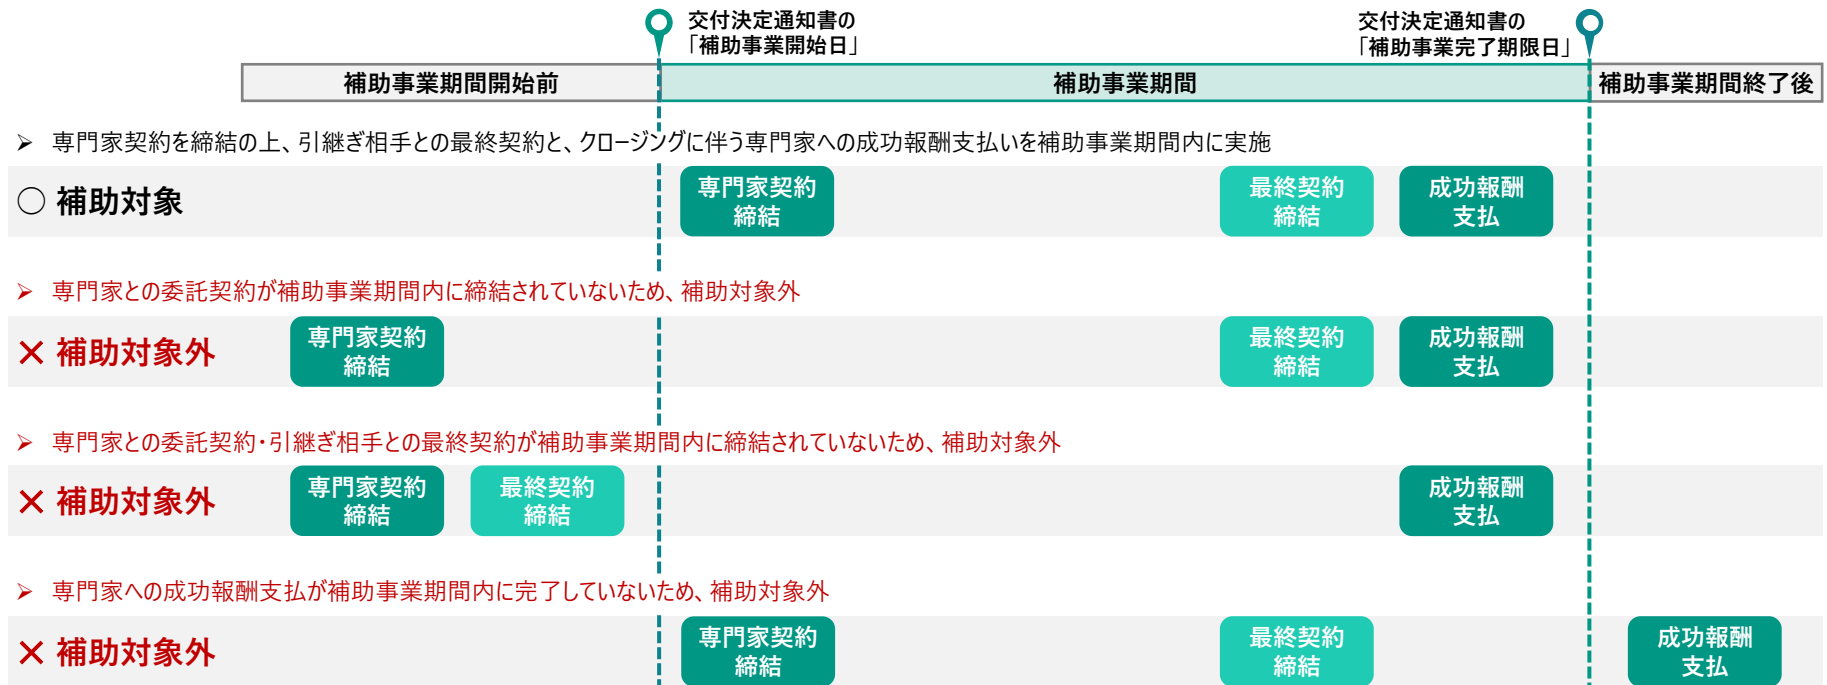 交付決定通知書の
「補助事業開始日」
交付決定通知書の
「補助事業完了期限日」
補助事業期間開始前
補助事業期間
補助事業期間終了後
➢ 専門家契約を締結の上、引継ぎ相手との最終契約と、クロージングに伴う専門家への成功報酬支払いを補助事業期間内に実施
○ 補助対象
専門家契約
締結
最終契約
締結
成功報酬
支払
➢ 専門家との委託契約が補助事業期間内に締結されていないため、補助対象外
× 補助対象外
専門家契約
締結
最終契約
締結
成功報酬
支払
➢ 専門家との委託契約・引継ぎ相手との最終契約が補助事業期間内に締結されていないため、補助対象外
× 補助対象外
専門家契約
締結
最終契約
締結
成功報酬
支払
➢ 専門家への成功報酬支払が補助事業期間内に完了していないため、補助対象外
× 補助対象外
専門家契約
締結
最終契約
締結
成功報酬
支払